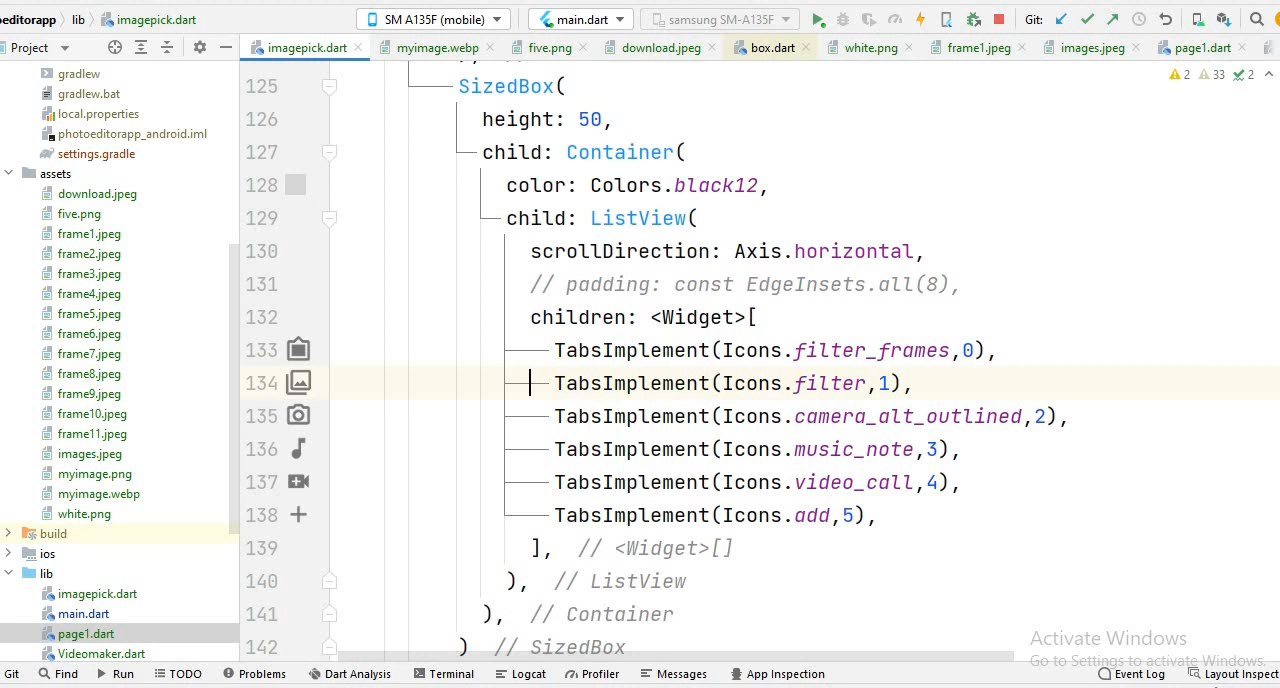 editorapp lib imagepick.dart SM A135F (mobile) main.dart samsung SM-A135F Git:
Project imagepick.dart myimage.webp five.png download.jpeg box.dart white.png frame1.jpeg images.jpeg page1.dart
2 33 2
gradlew
gradlew.bat
local.properties
photoeditorapp_android.iml
settings.gradle
assets
download.jpeg
five.png
frame1.jpeg
frame2.jpeg
frame3.jpeg
frame4.jpeg
frame5.jpeg
frame6.jpeg
frame7.jpeg
frame8.jpeg
frame9.jpeg
frame10.jpeg
frame11.jpeg
images.jpeg
myimage.png
myimage.webp
white.png
build
ios
lib
imagepick.dart
main.dart
page1.dart
Videomaker.dart
125 SizedBox(
126 height: 50,
127 child: Container(
128 color: Colors.black12,
129 child: ListView(
130 scrollDirection: Axis.horizontal,
131 // padding: const EdgeInsets.all(8),
132 children: <Widget>[
133 TabsImplement(Icons.filter_frames,0),
134 TabsImplement(Icons.filter,1),
135 TabsImplement(Icons.camera_alt_outlined,2),
136 TabsImplement(Icons.music_note,3),
137 TabsImplement(Icons.video_call,4),
138 TabsImplement(Icons.add,5),
139 ], // <Widget>[]
140 ), // ListView
141 ), // Container
142 ) // SizedBox
Activate Windows
Go to Settings to activate Windows.
Git Find Run TODO Problems Dart Analysis Terminal Logcat Profiler Messages App Inspection Event Log Layout Inspect